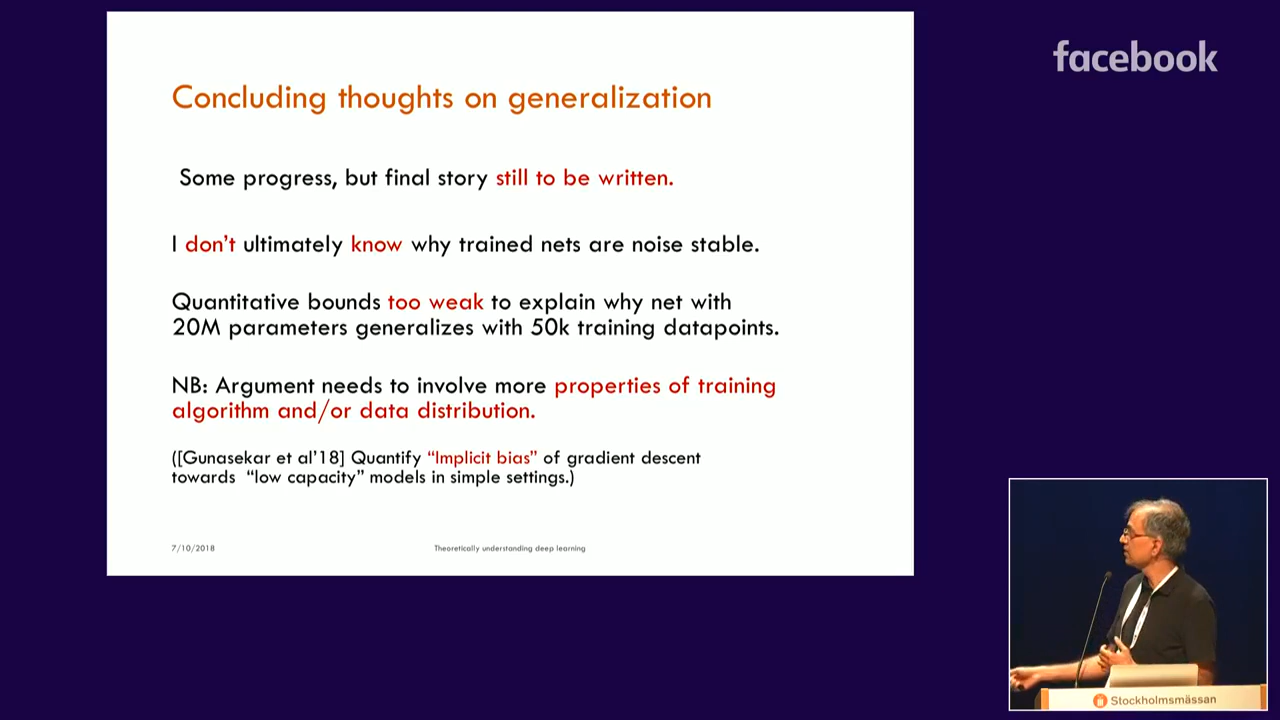 facebook
Concluding thoughts on generalization
Some progress, but final story still to be written.
I don't ultimately know why trained nets are noise stable.
Quantitative bounds too weak to explain why net with
20M parameters generalizes with 50k training datapoints.
NB: Argument needs to involve more properties of training
algorithm and/or data distribution.
([Gunasekar et al'18] Quantify “Implicit bias” of gradient descent
towards “low capacity” models in simple settings.)
7/10/2018
Theoretically understanding deep learning
Stockholmsmässan